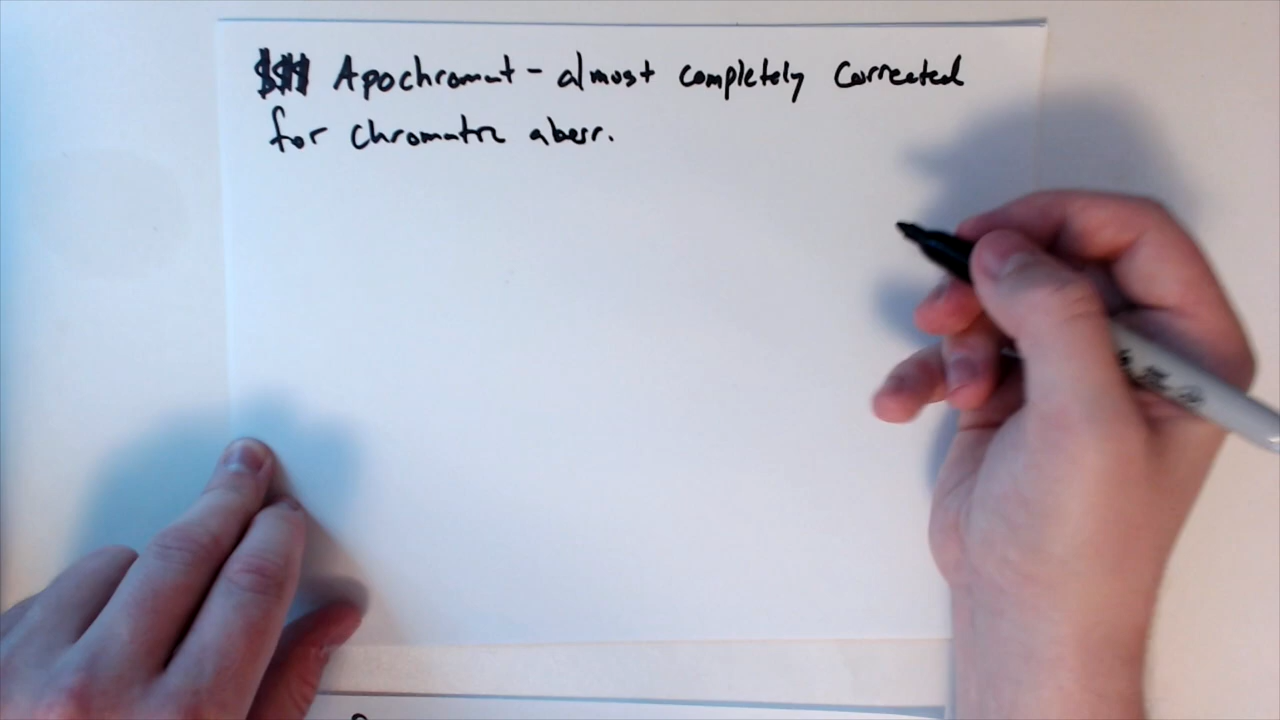 $$$ Apochromat - almost completely corrected
for chromatic aberr.